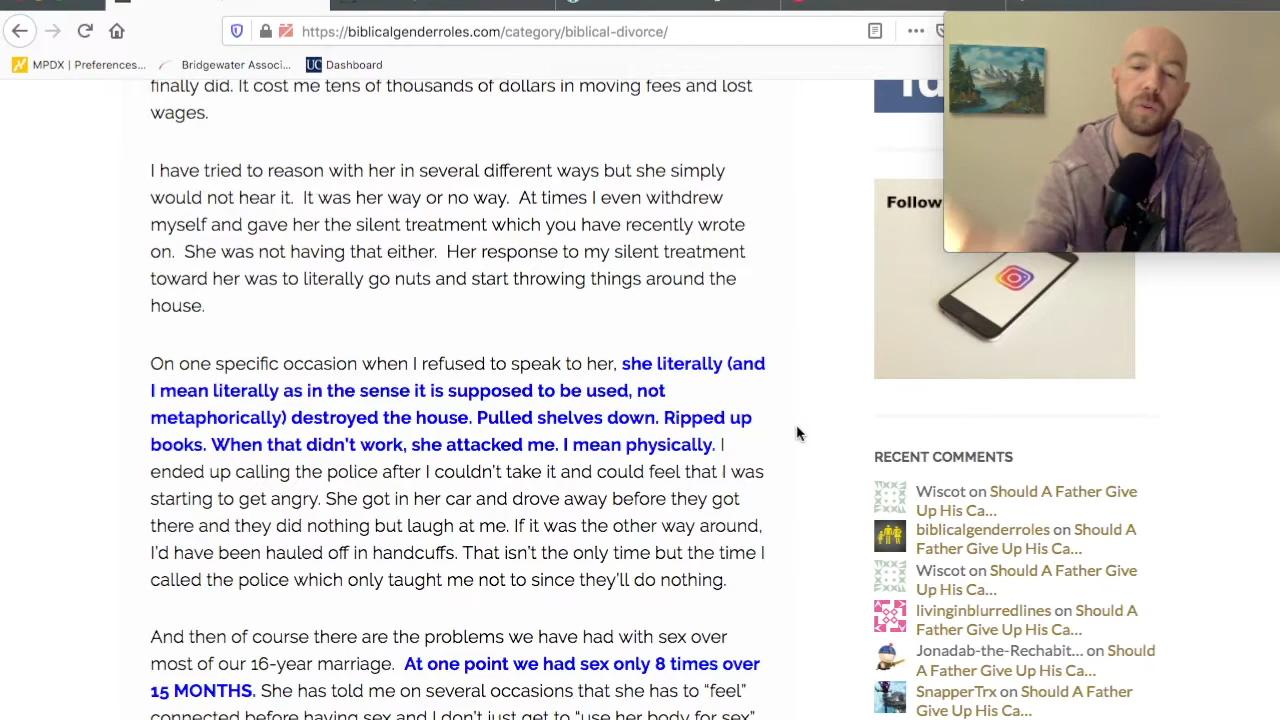 https://biblicalgenderroles.com/category/biblical-divorce/
MPDX | Preferences...
Bridgewater Associ...
UC Dashboard
finally did. It cost me tens of thousands of dollars in moving fees and lost
wages.
I have tried to reason with her in several different ways but she simply
would not hear it.  It was her way or no way.  At times I even withdrew
myself and gave her the silent treatment which you have recently wrote
on.  She was not having that either.  Her response to my silent treatment
toward her was to literally go nuts and start throwing things around the
house.
On one specific occasion when I refused to speak to her, she literally (and
I mean literally as in the sense it is supposed to be used, not
metaphorically) destroyed the house. Pulled shelves down. Ripped up
books. When that didn't work, she attacked me. I mean physically. I
ended up calling the police after I couldn't take it and could feel that I was
starting to get angry. She got in her car and drove away before they got
there and they did nothing but laugh at me. If it was the other way around,
I'd have been hauled off in handcuffs. That isn't the only time but the time I
called the police which only taught me not to since they'll do nothing.
And then of course there are the problems we have had with sex over
most of our 16-year marriage.  At one point we had sex only 8 times over
15 MONTHS. She has told me on several occasions that she has to "feel"
connected before having sex and I don't just get to "use her body for sex"
Follow
RECENT COMMENTS
Wiscot on Should A Father Give
Up His Ca...
biblicalgenderroles on Should A
Father Give Up His Ca...
Wiscot on Should A Father Give
Up His Ca...
livinginblurredlines on Should A
Father Give Up His Ca...
Jonadab-the-Rechabit... on Should
A Father Give Up His Ca...
SnapperTrx on Should A Father
Give Up His Ca...